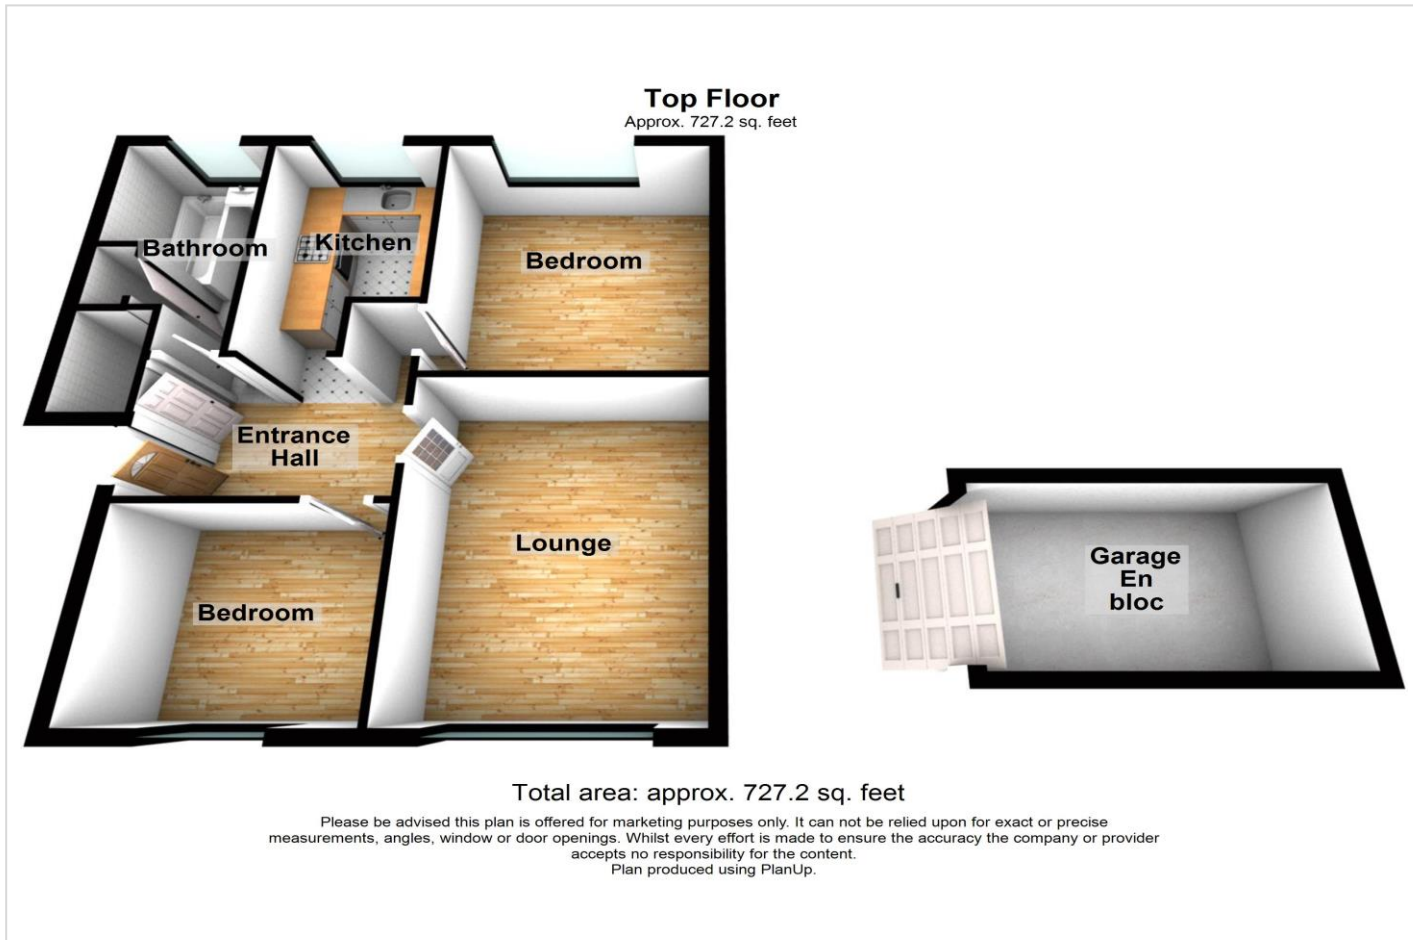 Top Floor
Approx. 727.2 sq. feet
Bathroom
Kitchen
Bedroom
Entrance
Hall
Lounge
Bedroom
Garage
En
bloc
Total area: approx. 727.2 sq. feet
Please be advised this plan is offered for marketing purposes only. It can not be relied upon for exact or precise
measurements, angles, window or door openings. Whilst every effort is made to ensure the accuracy the company or provider
accepts no responsibility for the content.
Plan produced using PlanUp.